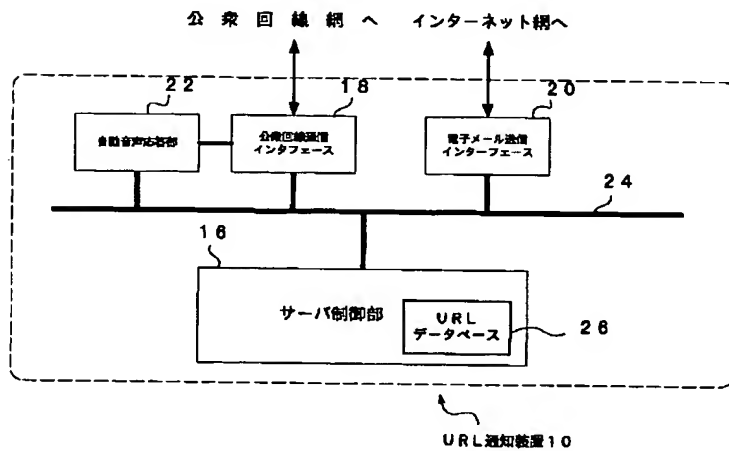 公衆回線網へ インターネット網へ
22
18
20
自動音声応答部
公衆回線通信
インタフェース
電子メール送信
インターフェース
24
16
サーバ制御部
URL
データベース
26
URL通知装置10